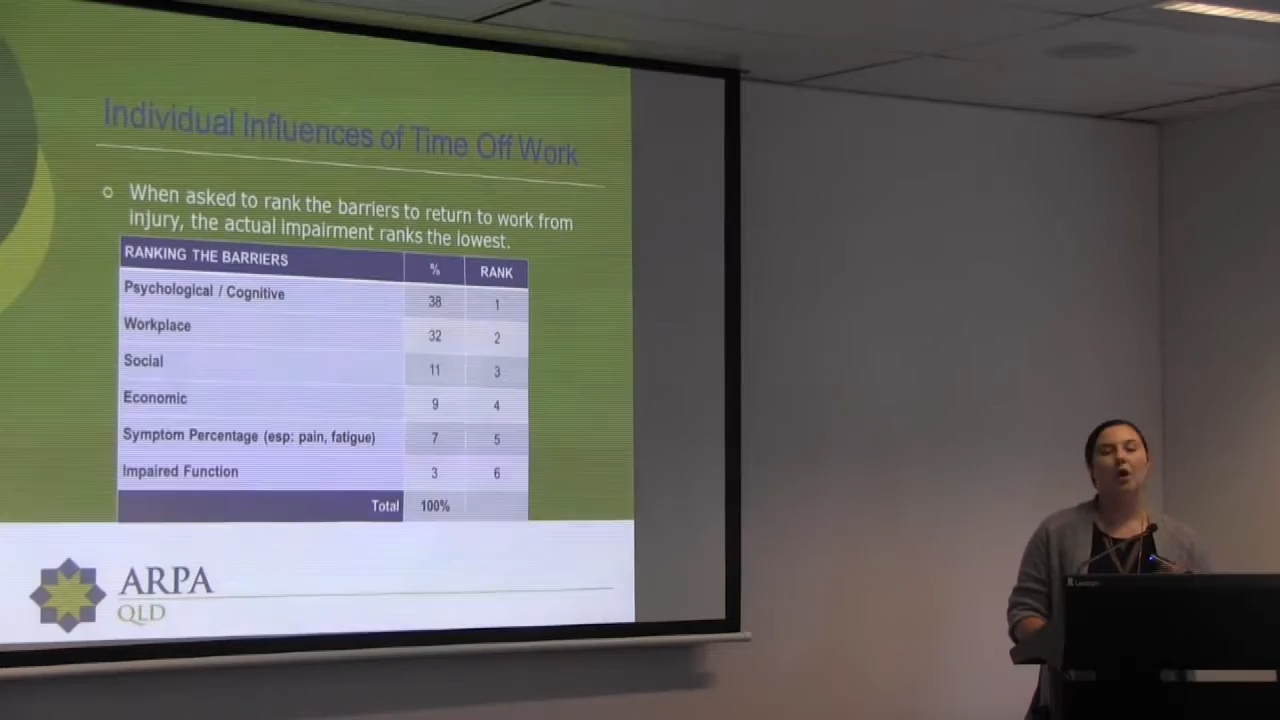 Individual Influences of Time Off Work
When asked to rank the barriers to return to work from
injury, the actual impairment ranks the lowest.
RANKING THE BARRIERS % RANK
Psychological / Cognitive 38 1
Workplace 32 2
Social 11 3
Economic 9 4
Symptom Percentage (esp: pain, fatigue) 7 5
Impaired Function 3 6
Total 100%
ARPA
QLD